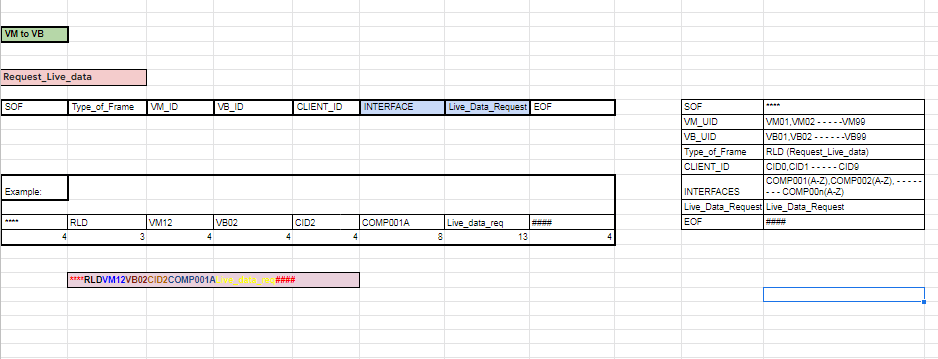 VM to VB
Request_Live_data
SOF Type_of_Frame VM_ID VB_ID CLIENT_ID INTERFACE Live_Data_Request EOF
Example:
**** RLD VM12 VB02 CID2 COMP001A Live_data_req ####
4 3 4 4 4 8 13 4
****RLDVM12VB02CID2COMP001ALive_data_req####
SOF ****
VM_UID VM01,VM02 - - - - -VM99
VB_UID VB01,VB02 - - - - - -VB99
Type_of_Frame RLD (Request_Live_data)
CLIENT_ID CID0,CID1 - - - - - CID9
INTERFACES COMP001(A-Z),COMP002(A-Z), - - - - -
- - - COMP00n(A-Z)
Live_Data_Request Live_Data_Request
EOF ####